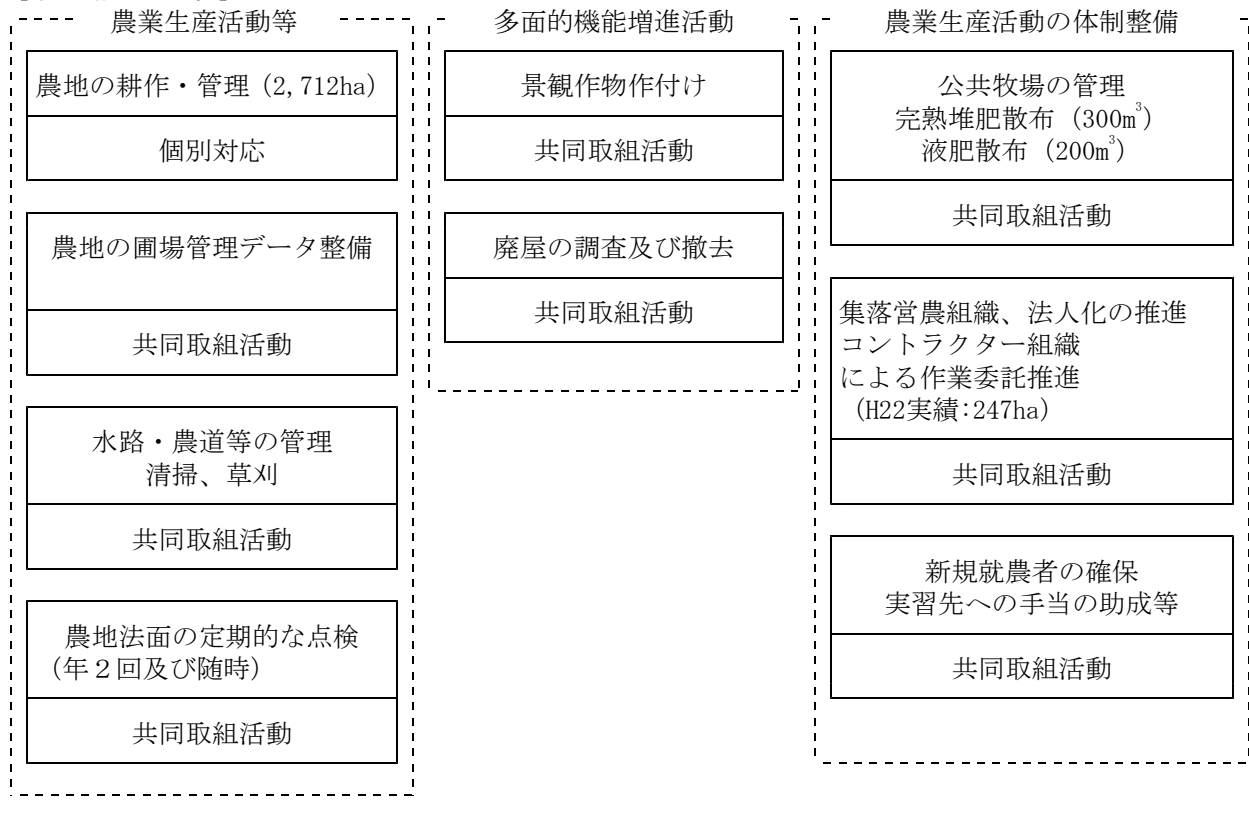 農業生産活動等
農地の耕作・管理（2,712ha）
個別対応
農地の圃場管理データ整備
共同取組活動
水路・農道等の管理
清掃、草刈
共同取組活動
農地法面の定期的な点検
（年２回及び随時）
共同取組活動
多面的機能増進活動
景観作物作付け
共同取組活動
廃屋の調査及び撤去
共同取組活動
農業生産活動の体制整備
公共牧場の管理
完熟堆肥散布（300m³）
液肥散布（200m³）
共同取組活動
集落営農組織、法人化の推進
コントラクター組織
による作業委託推進
（H22実績：247ha）
共同取組活動
新規就農者の確保
実習先への手当の助成等
共同取組活動